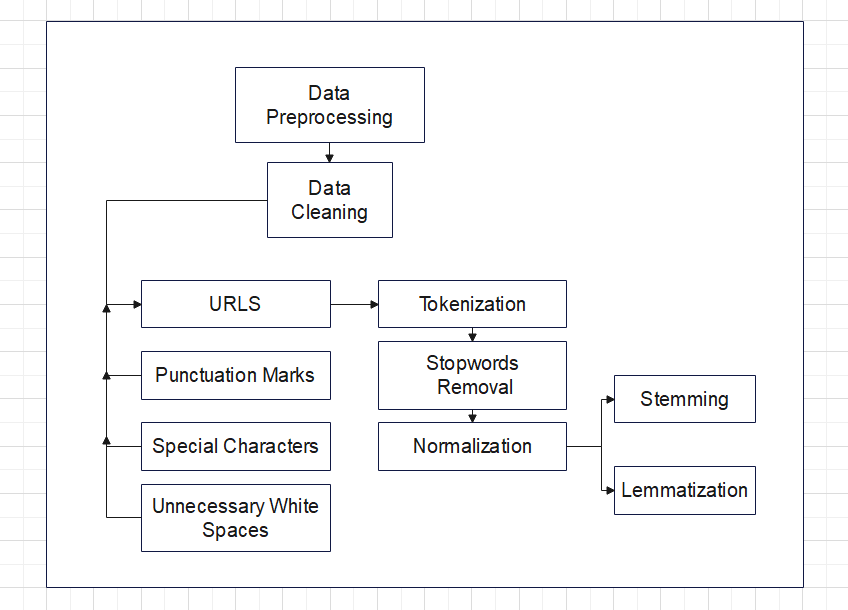 Data
Preprocessing
Data
Cleaning
URLS
Tokenization
Punctuation Marks
Stopwords
Removal
Stemming
Special Characters
Normalization
Unnecessary White
Spaces
Lemmatization